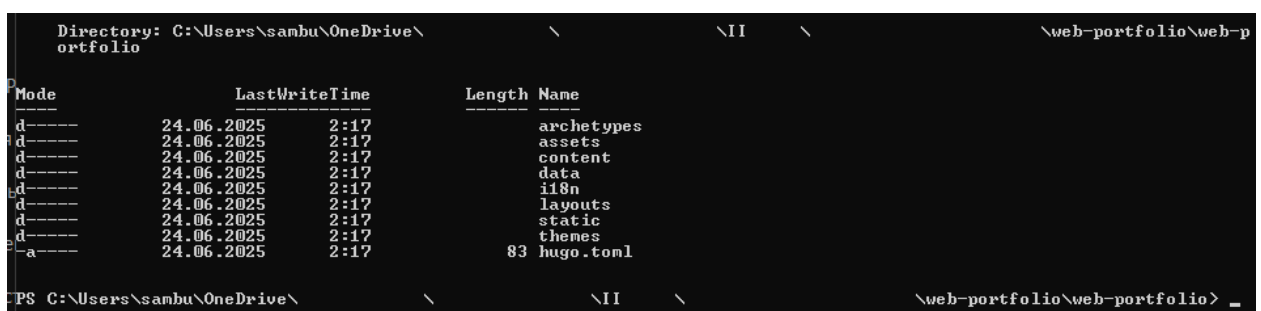 Directory: C:\Users\sambu\OneDrive\ \ \II \ \web-portfolio\web-p
ortfolio
Mode LastWriteTime Length Name
---- ------------- ------ ----
d----- 24.06.2025 2:17 archetypes
d----- 24.06.2025 2:17 assets
d----- 24.06.2025 2:17 content
d----- 24.06.2025 2:17 data
d----- 24.06.2025 2:17 i18n
d----- 24.06.2025 2:17 layouts
d----- 24.06.2025 2:17 static
d----- 24.06.2025 2:17 themes
-a---- 24.06.2025 2:17 83 hugo.toml
PS C:\Users\sambu\OneDrive\ \ \II \ \web-portfolio\web-portfolio> _